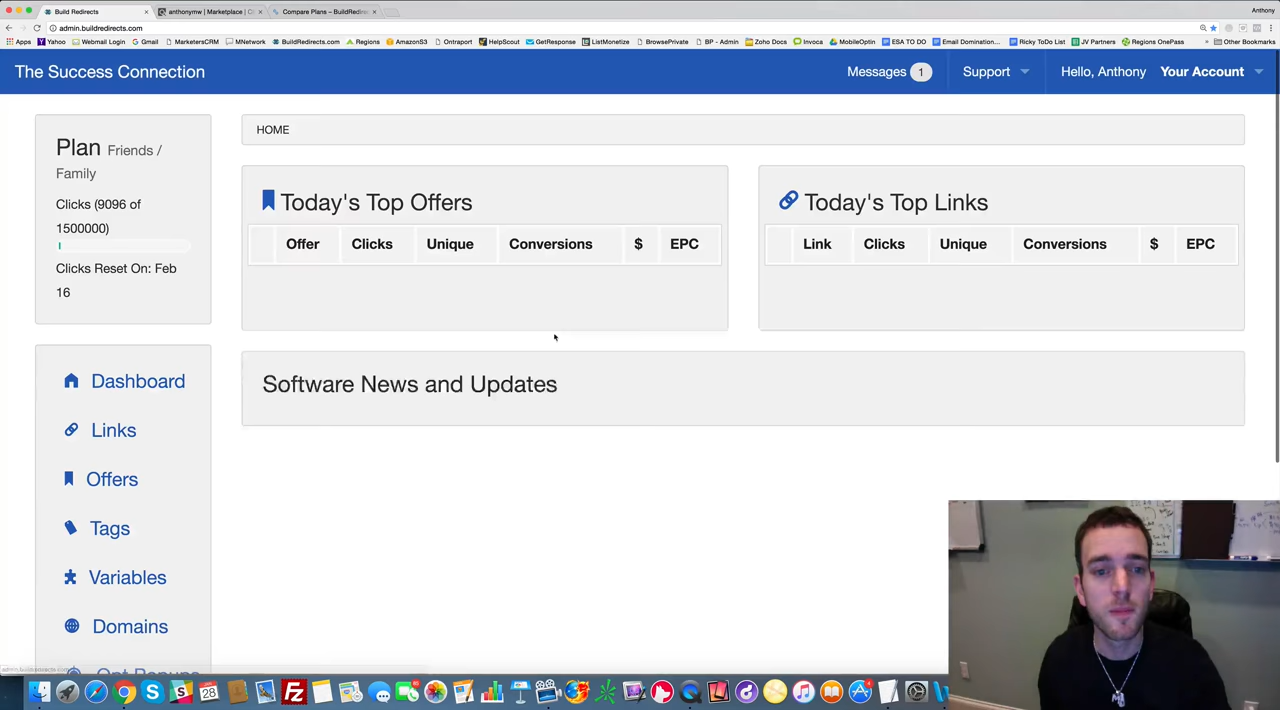 Build Redirects
anthonymw | Marketplace | C
Compare Plans – BuildRedire
Anthony
admin.buildredirects.com
Apps
Yahoo
Webmail Login
Gmail
MarketersCRM
MNetwork
BuildRedirects.com
Regions
AmazonS3
Ontraport
HelpScout
GetResponse
ListMonetize
BrowsePrivate
BP - Admin
Zoho Docs
Invoca
MobileOptin
ESA TO DO
Email Domination...
Ricky ToDo List
JV Partners
Regions OnePass
Other Bookmarks
The Success Connection
Messages 1
Support
Hello, Anthony
Your Account
Plan Friends /
Family
Clicks (9096 of
1500000)
Clicks Reset On: Feb
16
HOME
Today's Top Offers
Offer Clicks Unique Conversions $ EPC
Today's Top Links
Link Clicks Unique Conversions $ EPC
Software News and Updates
Dashboard
Links
Offers
Tags
Variables
Domains
Opt Popups
28